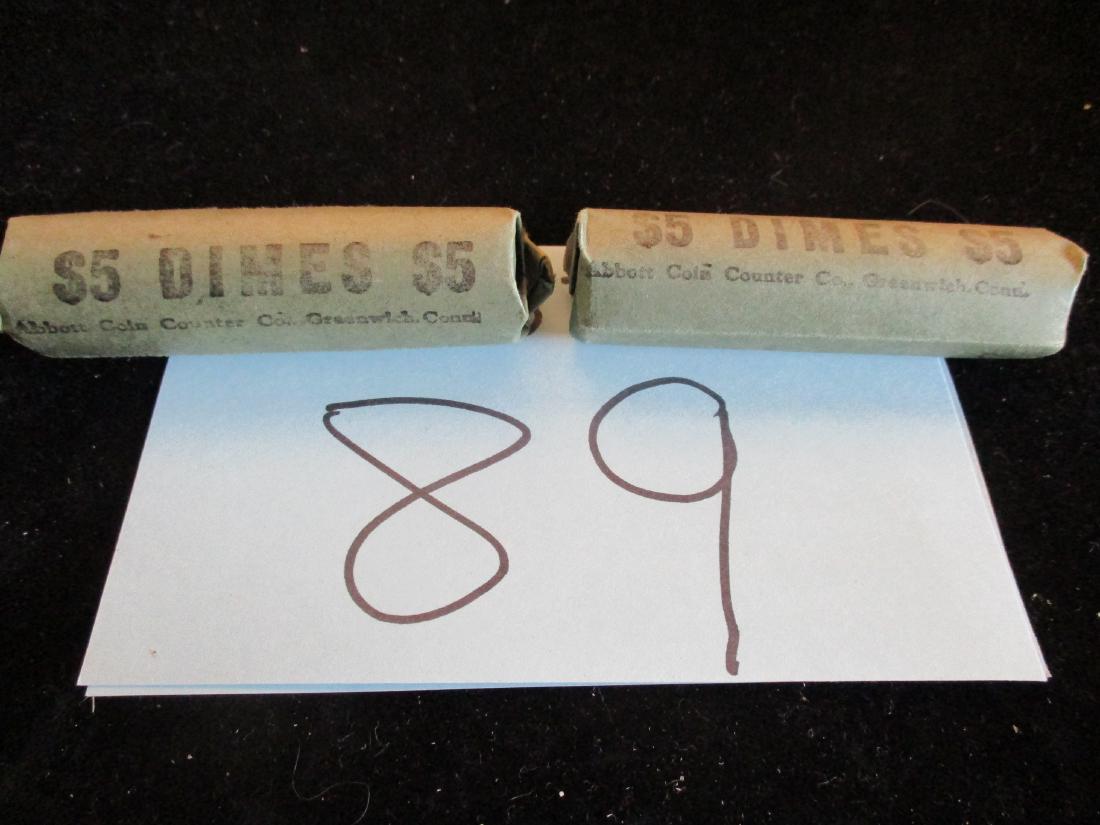 $5 DIMES $5
Abbott Coin Counter Co., Greenwich, Conn.
$5 DIMES $5
Abbott Coin Counter Co., Greenwich, Conn.
89